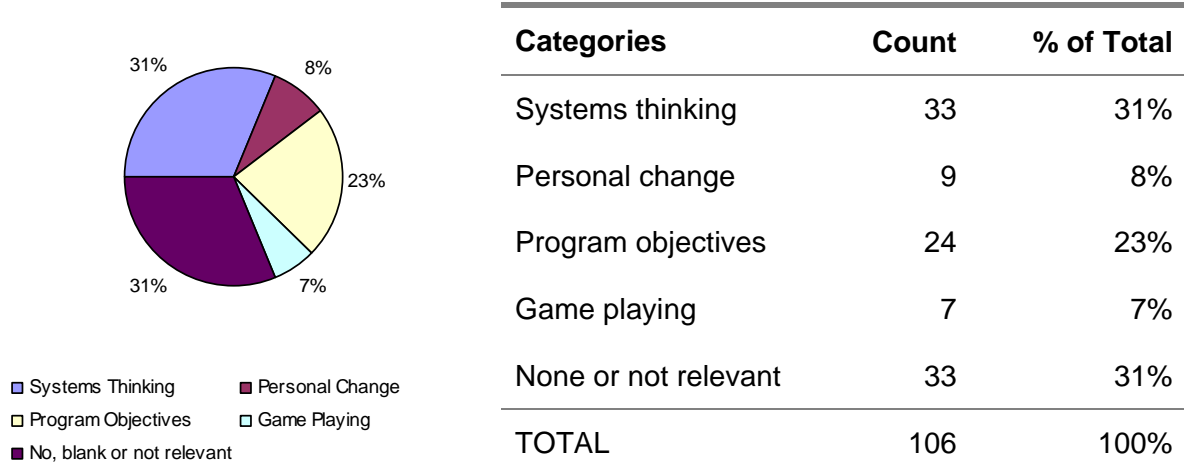 31%
8%
23%
7%
31%
Systems Thinking
Personal Change
Program Objectives
Game Playing
No, blank or not relevant
Categories Count % of Total
Systems thinking 33 31%
Personal change 9 8%
Program objectives 24 23%
Game playing 7 7%
None or not relevant 33 31%
TOTAL 106 100%